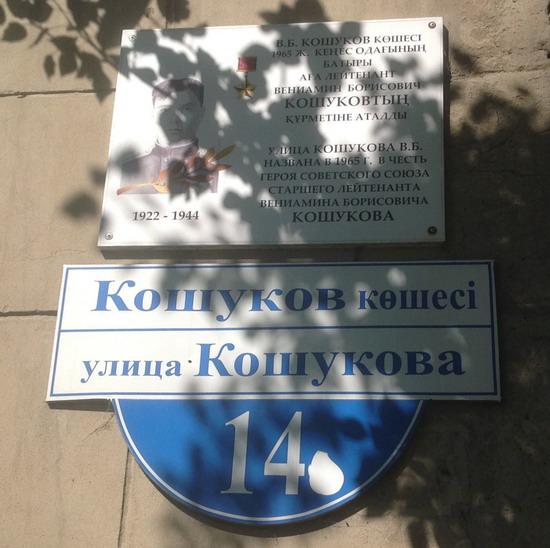 В.Б. КОШУКОВ КӨШЕСІ
1965 Ж. КЕҢЕС ОДАҒЫНЫҢ
БАТЫРЫ
АҒА ЛЕЙТЕНАНТ
ВЕНИАМИН БОРИСОВИЧ
КОШУКОВТЫҢ
ҚҰРМЕТІНЕ АТАЛДЫ
УЛИЦА КОШУКОВА В.Б.
НАЗВАНА В 1965 Г. В ЧЕСТЬ
ГЕРОЯ СОВЕТСКОГО СОЮЗА
СТАРШЕГО ЛЕЙТЕНАНТА
ВЕНИАМИНА БОРИСОВИЧА
КОШУКОВА
1922 - 1944
Кошуков көшесі
улица Кошукова
14